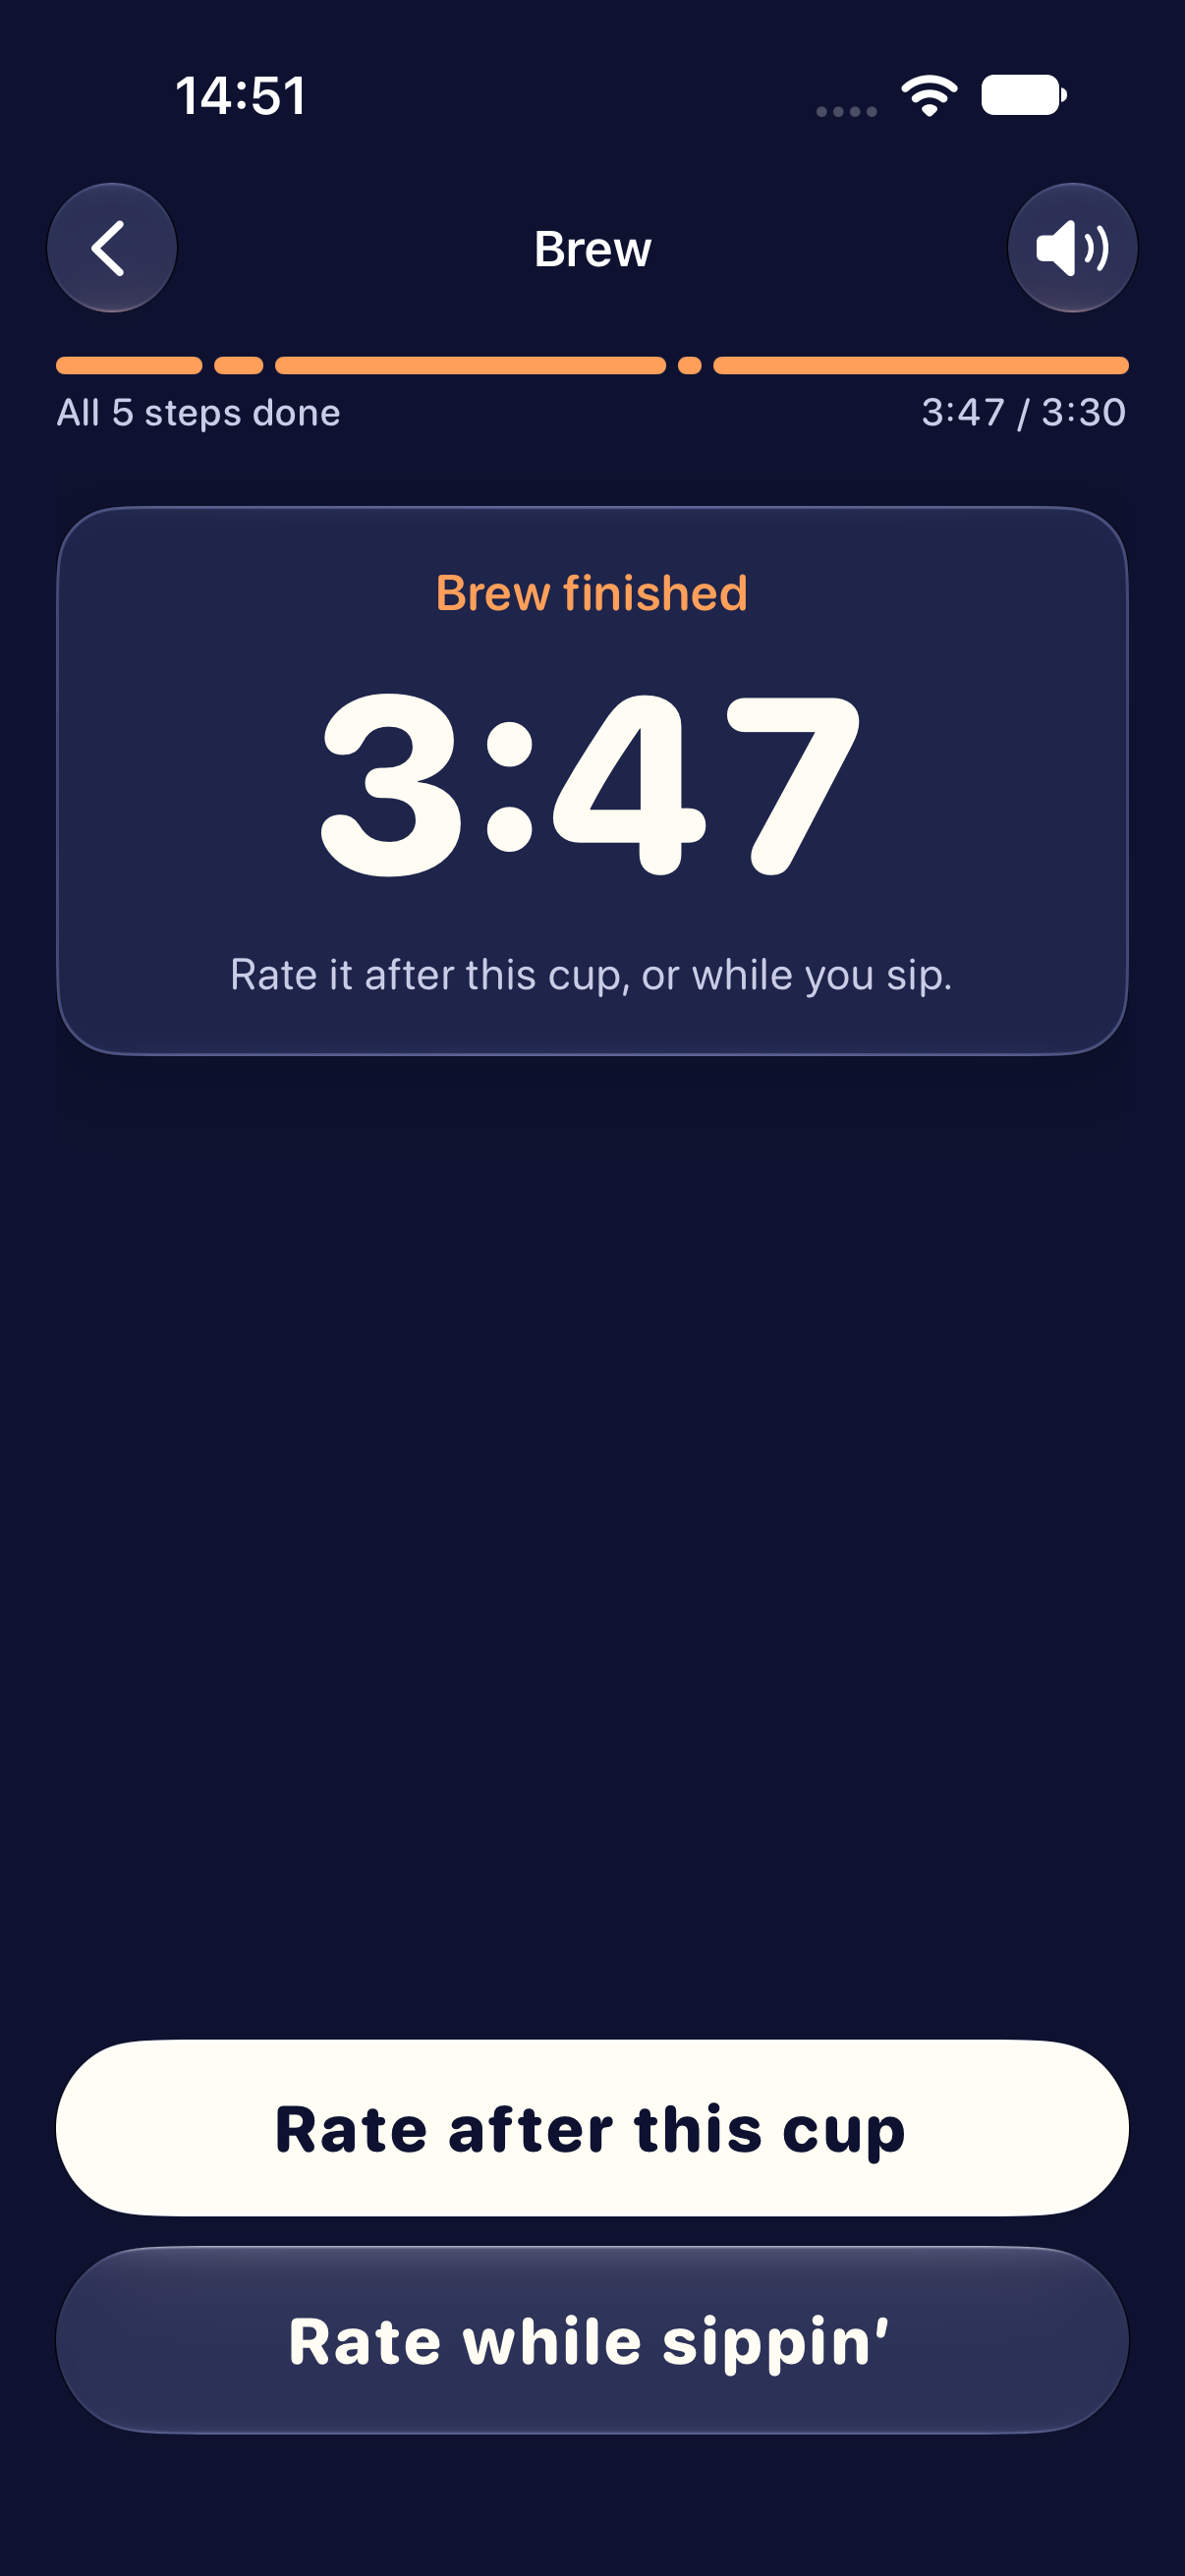 14:51
Brew
All 5 steps done
3:47 / 3:30
Brew finished
3:47
Rate it after this cup, or while you sip.
Rate after this cup
Rate while sippin’